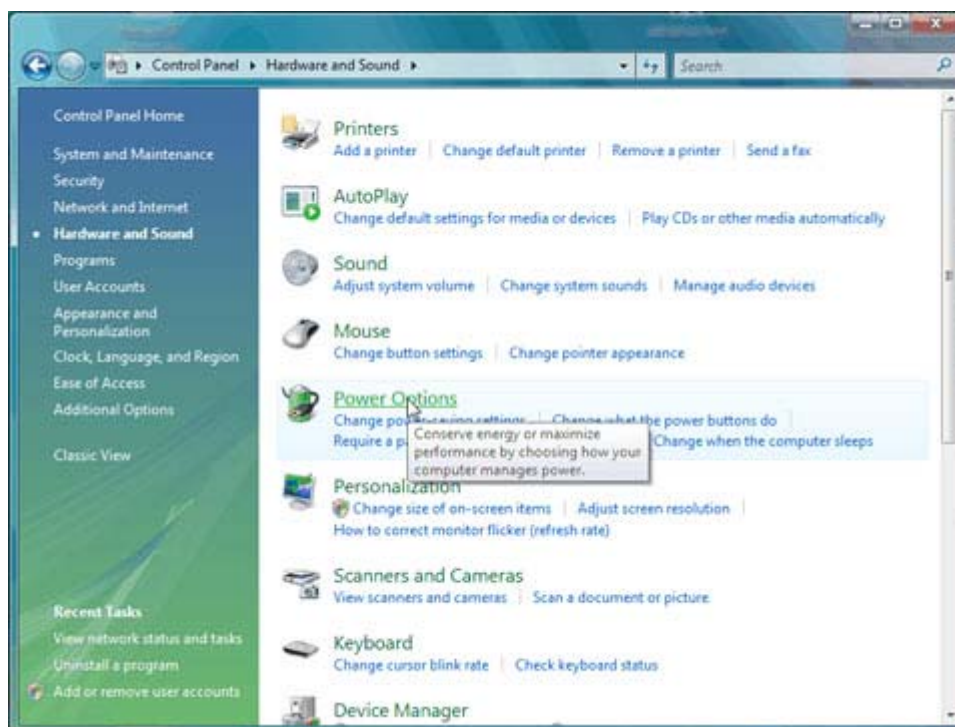 Control Panel Hardware and Sound Search
Control Panel Home
System and Maintenance
Security
Network and Internet
Hardware and Sound
Programs
User Accounts
Appearance and
Personalization
Clock, Language, and Region
Ease of Access
Additional Options
Classic View
Recent Tasks
View network status and tasks
Uninstall a program
Add or remove user accounts
Printers
Add a printer Change default printer Remove a printer Send a fax
AutoPlay
Change default settings for media or devices Play CDs or other media automatically
Sound
Adjust system volume Change system sounds Manage audio devices
Mouse
Change button settings Change pointer appearance
Power Options
Change power-saving settings Change what the power buttons do
Require a Change when the computer sleeps
Conserve energy or maximize
performance by choosing how your
computer manages power.
Personalization
Change size of on-screen items Adjust screen resolution
How to correct monitor flicker (refresh rate)
Scanners and Cameras
View scanners and cameras Scan a document or picture
Keyboard
Change cursor blink rate Check keyboard status
Device Manager